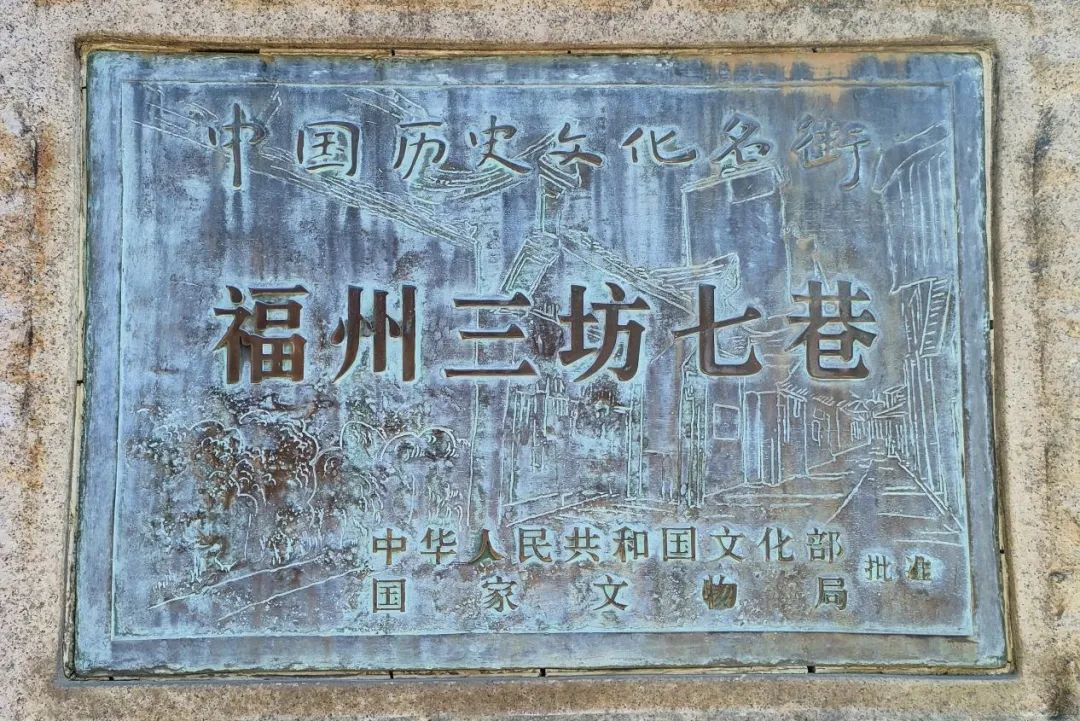 中国历史文化名街
福州三坊七巷
中华人民共和国文化部
国家文物局
批准